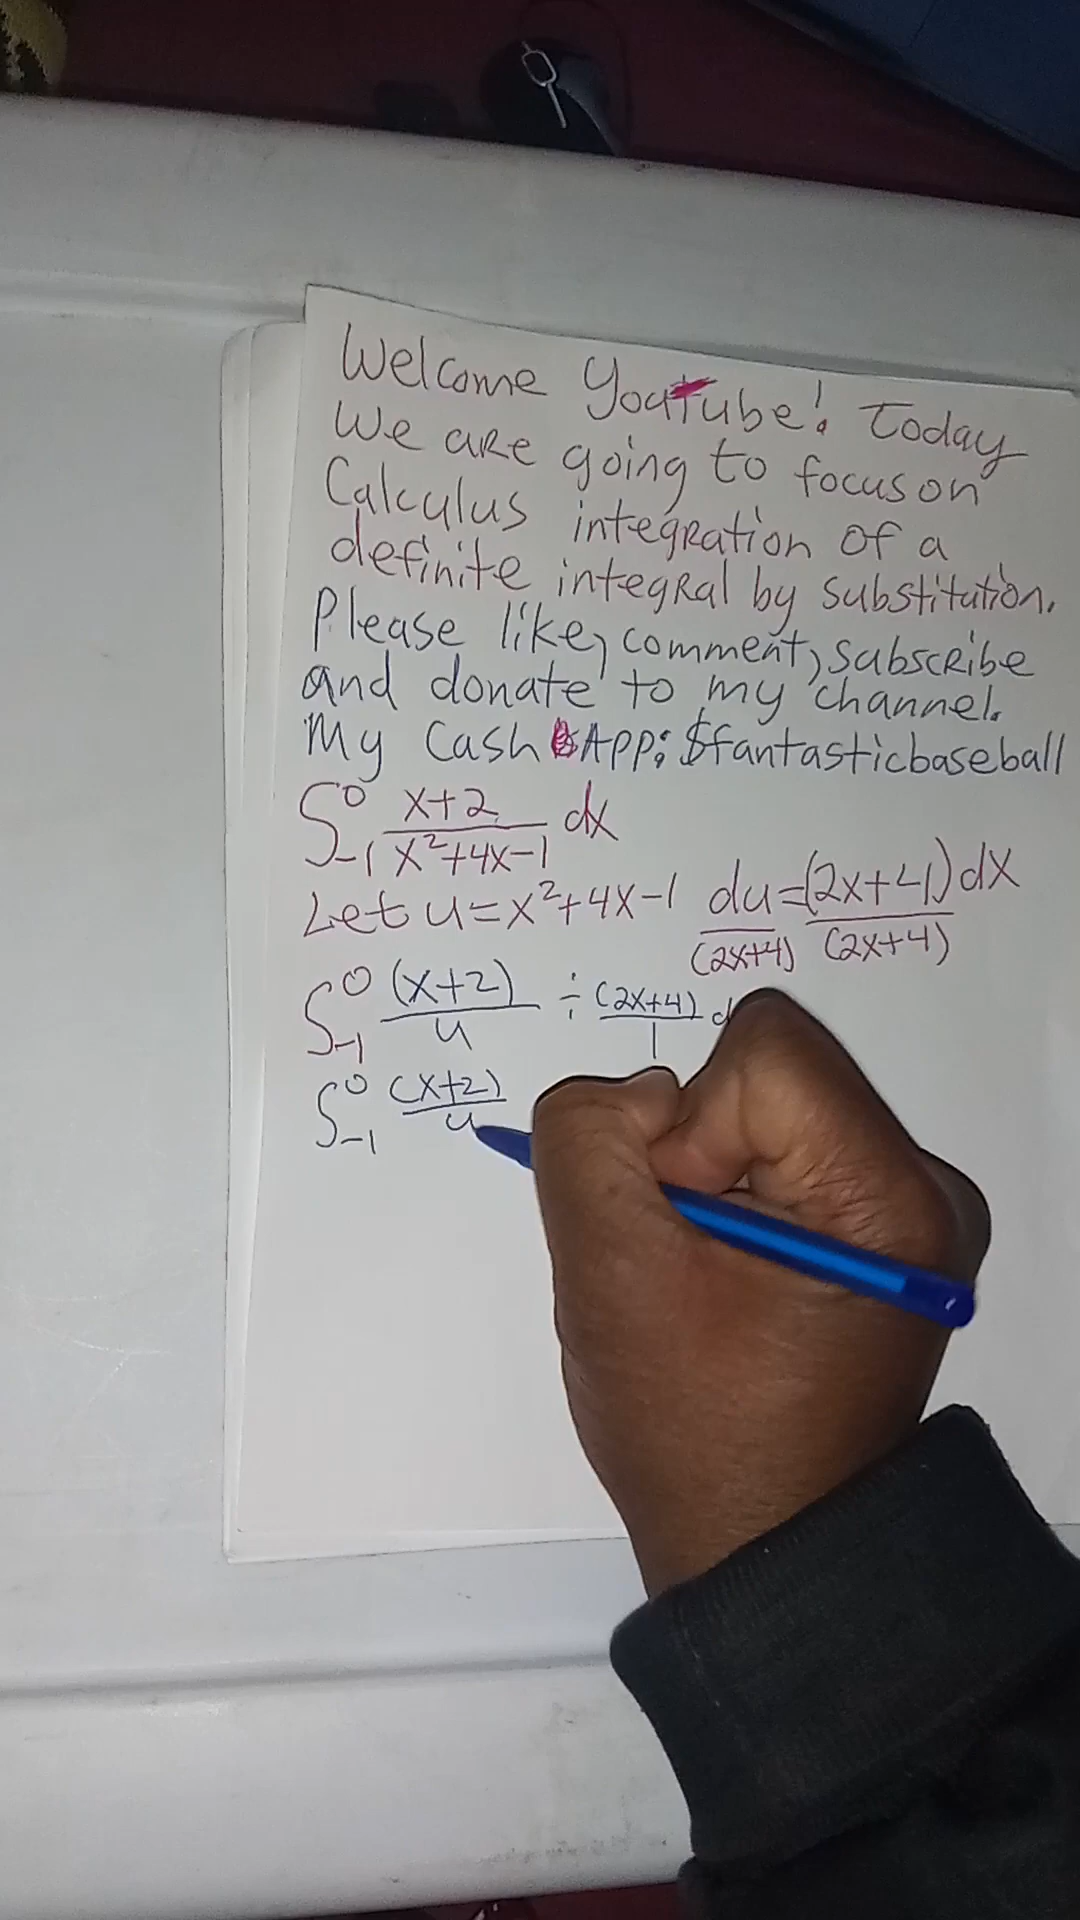 Welcome YouTube! Today
We are going to focus on
Calculus integration of a
definite integral by substitution.
Please like, comment, subscribe
and donate to my channel.
My Cash App: $fantasticbaseball
∫₋₁⁰ (x+2)/(x²+4x-1) dx
Let u=x²+4x-1 du/(2x+4)=(2x+4)dx/(2x+4)
∫₋₁⁰ (x+2)/u ÷ (2x+4)/1 d
∫₋₁⁰ (x+2)/u